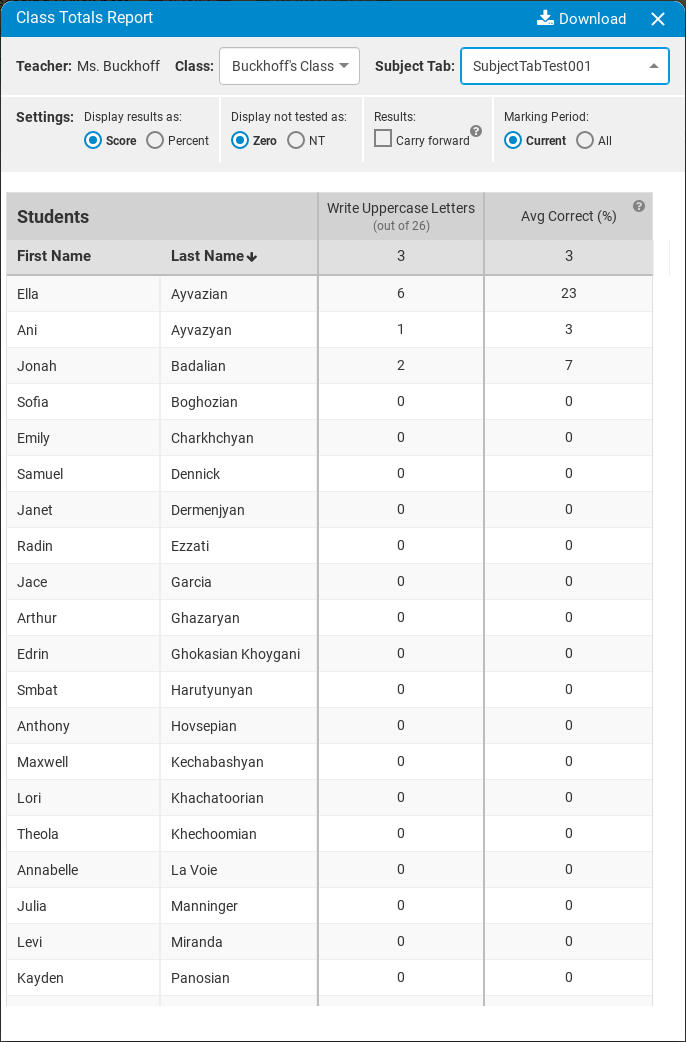 Class Totals Report Download
Teacher: Ms. Buckhoff Class: Buckhoff's Class Subject Tab: SubjectTabTest001
Settings: Display results as: Display not tested as: Results: Marking Period:
Score Percent Zero NT Carry forward ? Current All
Students Write Uppercase Letters (out of 26) Avg Correct (%) ?
First Name Last Name 3 3
Ella Ayvazian 6 23
Ani Ayvazyan 1 3
Jonah Badalian 2 7
Sofia Boghozian 0 0
Emily Charkhchyan 0 0
Samuel Dennick 0 0
Janet Dermenjyan 0 0
Radin Ezzati 0 0
Jace Garcia 0 0
Arthur Ghazaryan 0 0
Edrin Ghokasian Khoygani 0 0
Smbat Harutyunyan 0 0
Anthony Hovsepian 0 0
Maxwell Kechabashyan 0 0
Lori Khachatoorian 0 0
Theola Khechoomian 0 0
Annabelle La Voie 0 0
Julia Manninger 0 0
Levi Miranda 0 0
Kayden Panosian 0 0